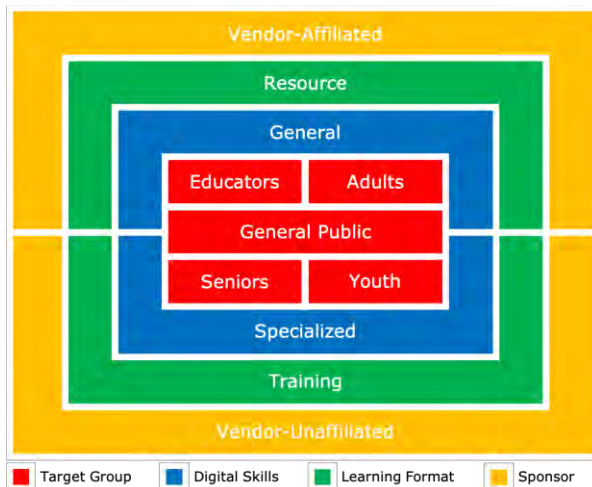 Vendor-Affiliated
Resource
General
Educators Adults
General Public
Seniors Youth
Specialized
Training
Vendor-Unaffiliated
Target Group Digital Skills Learning Format Sponsor